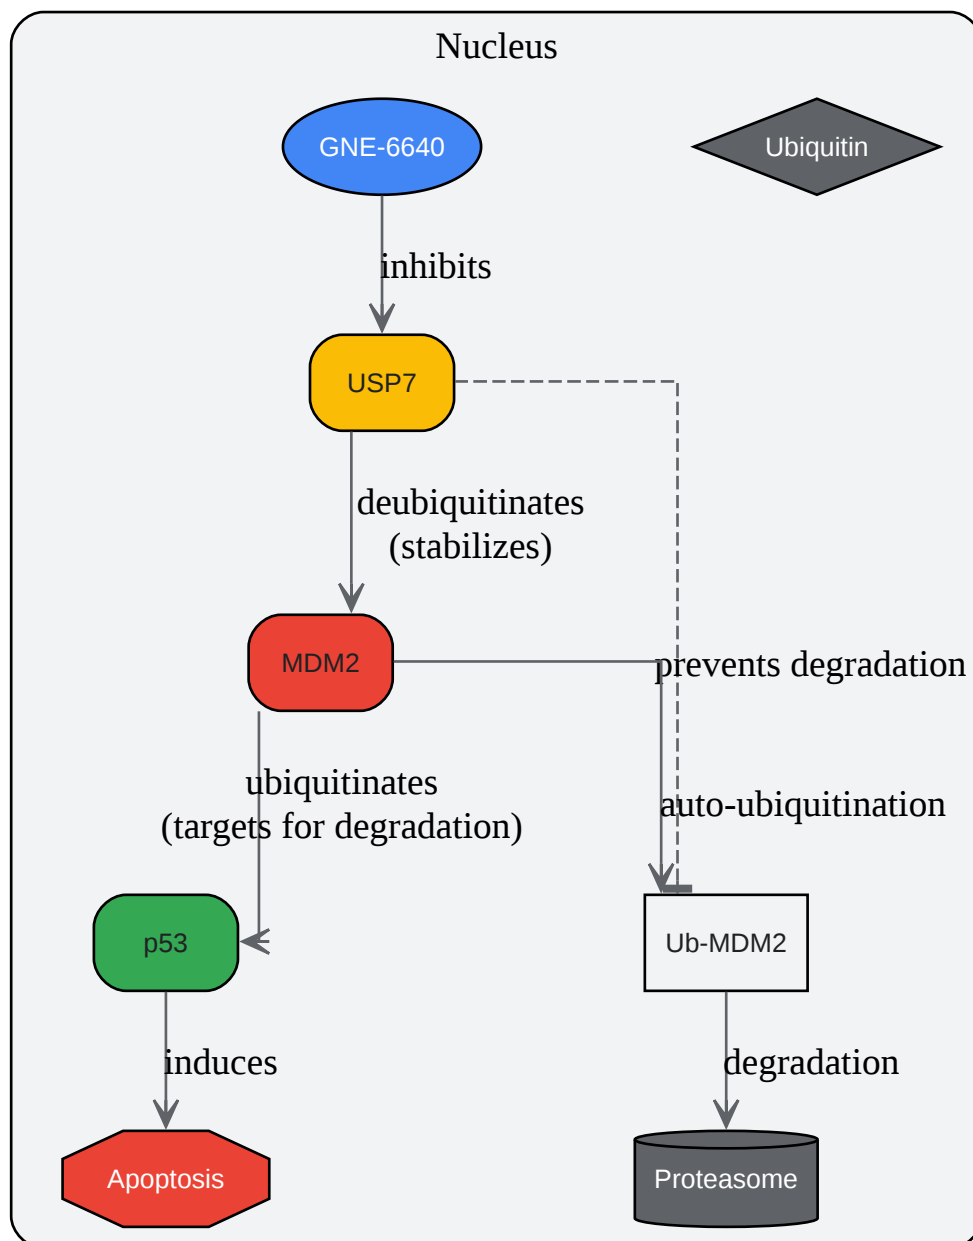 Nucleus
GNE-6640
Ubiquitin
inhibits
USP7
deubiquitinates
(stabilizes)
MDM2
prevents degradation
ubiquitinates
(targets for degradation)
auto-ubiquitination
p53
Ub-MDM2
induces
degradation
Apoptosis
Proteasome